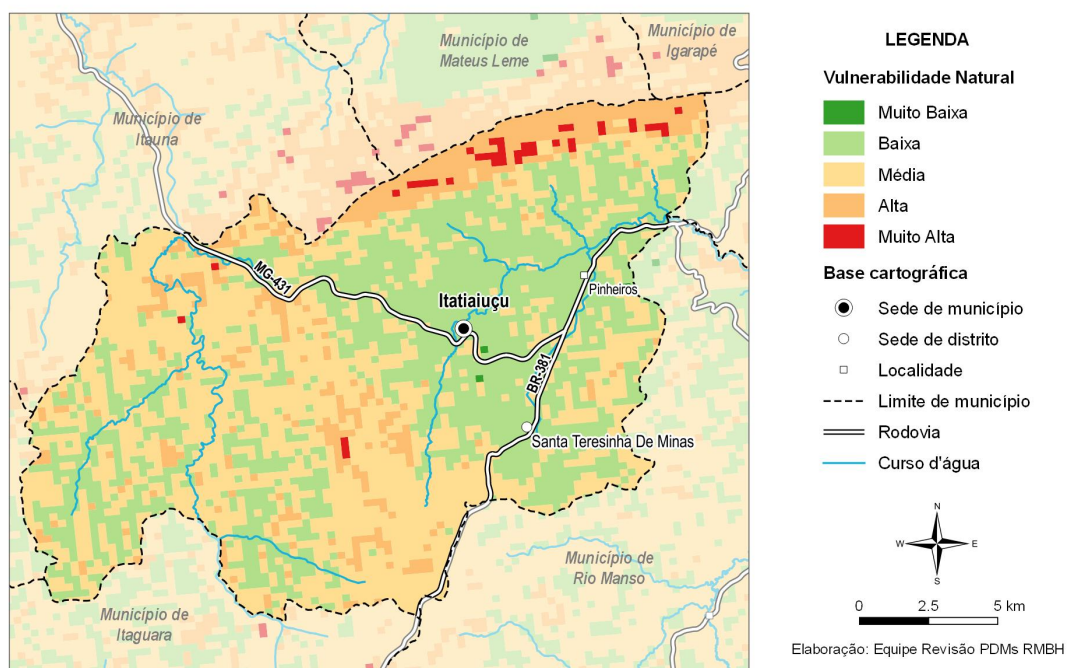 Município de
Mateus Leme
Município de
Igarapé
Município de
Itauna
MG-431
Itatiaiuçu
Pinheiros
BR-381
Santa Teresinha De Minas
Município de
Rio Manso
Município de
Itaguara
LEGENDA
Vulnerabilidade Natural
Muito Baixa
Baixa
Média
Alta
Muito Alta
Base cartográfica
Sede de município
Sede de distrito
Localidade
Limite de município
Rodovia
Curso d'água
N
W
E
S
0 2.5 5 km
Elaboração: Equipe Revisão PDMs RMBH